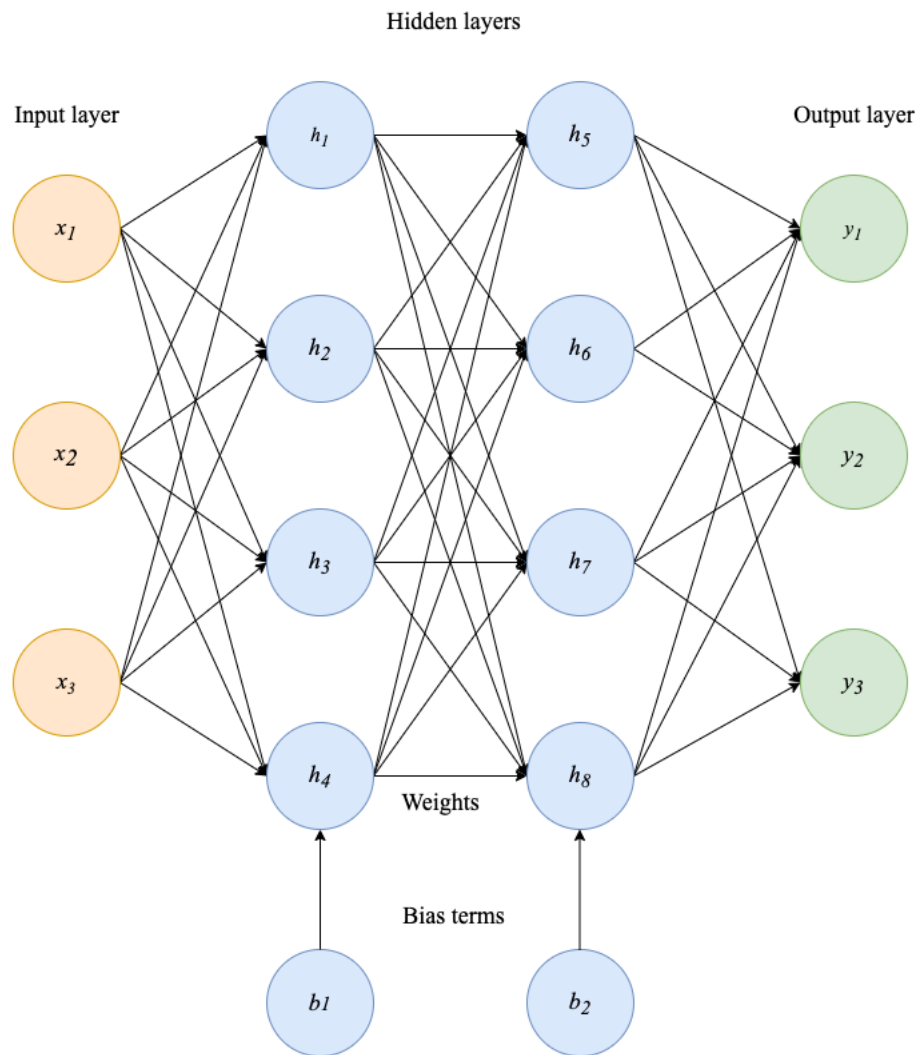 Hidden layers
Input layer
Output layer
h1
h5
x1
y1
h2
h6
x2
y2
h3
h7
x3
y3
h4
h8
Weights
Bias terms
b1
b2